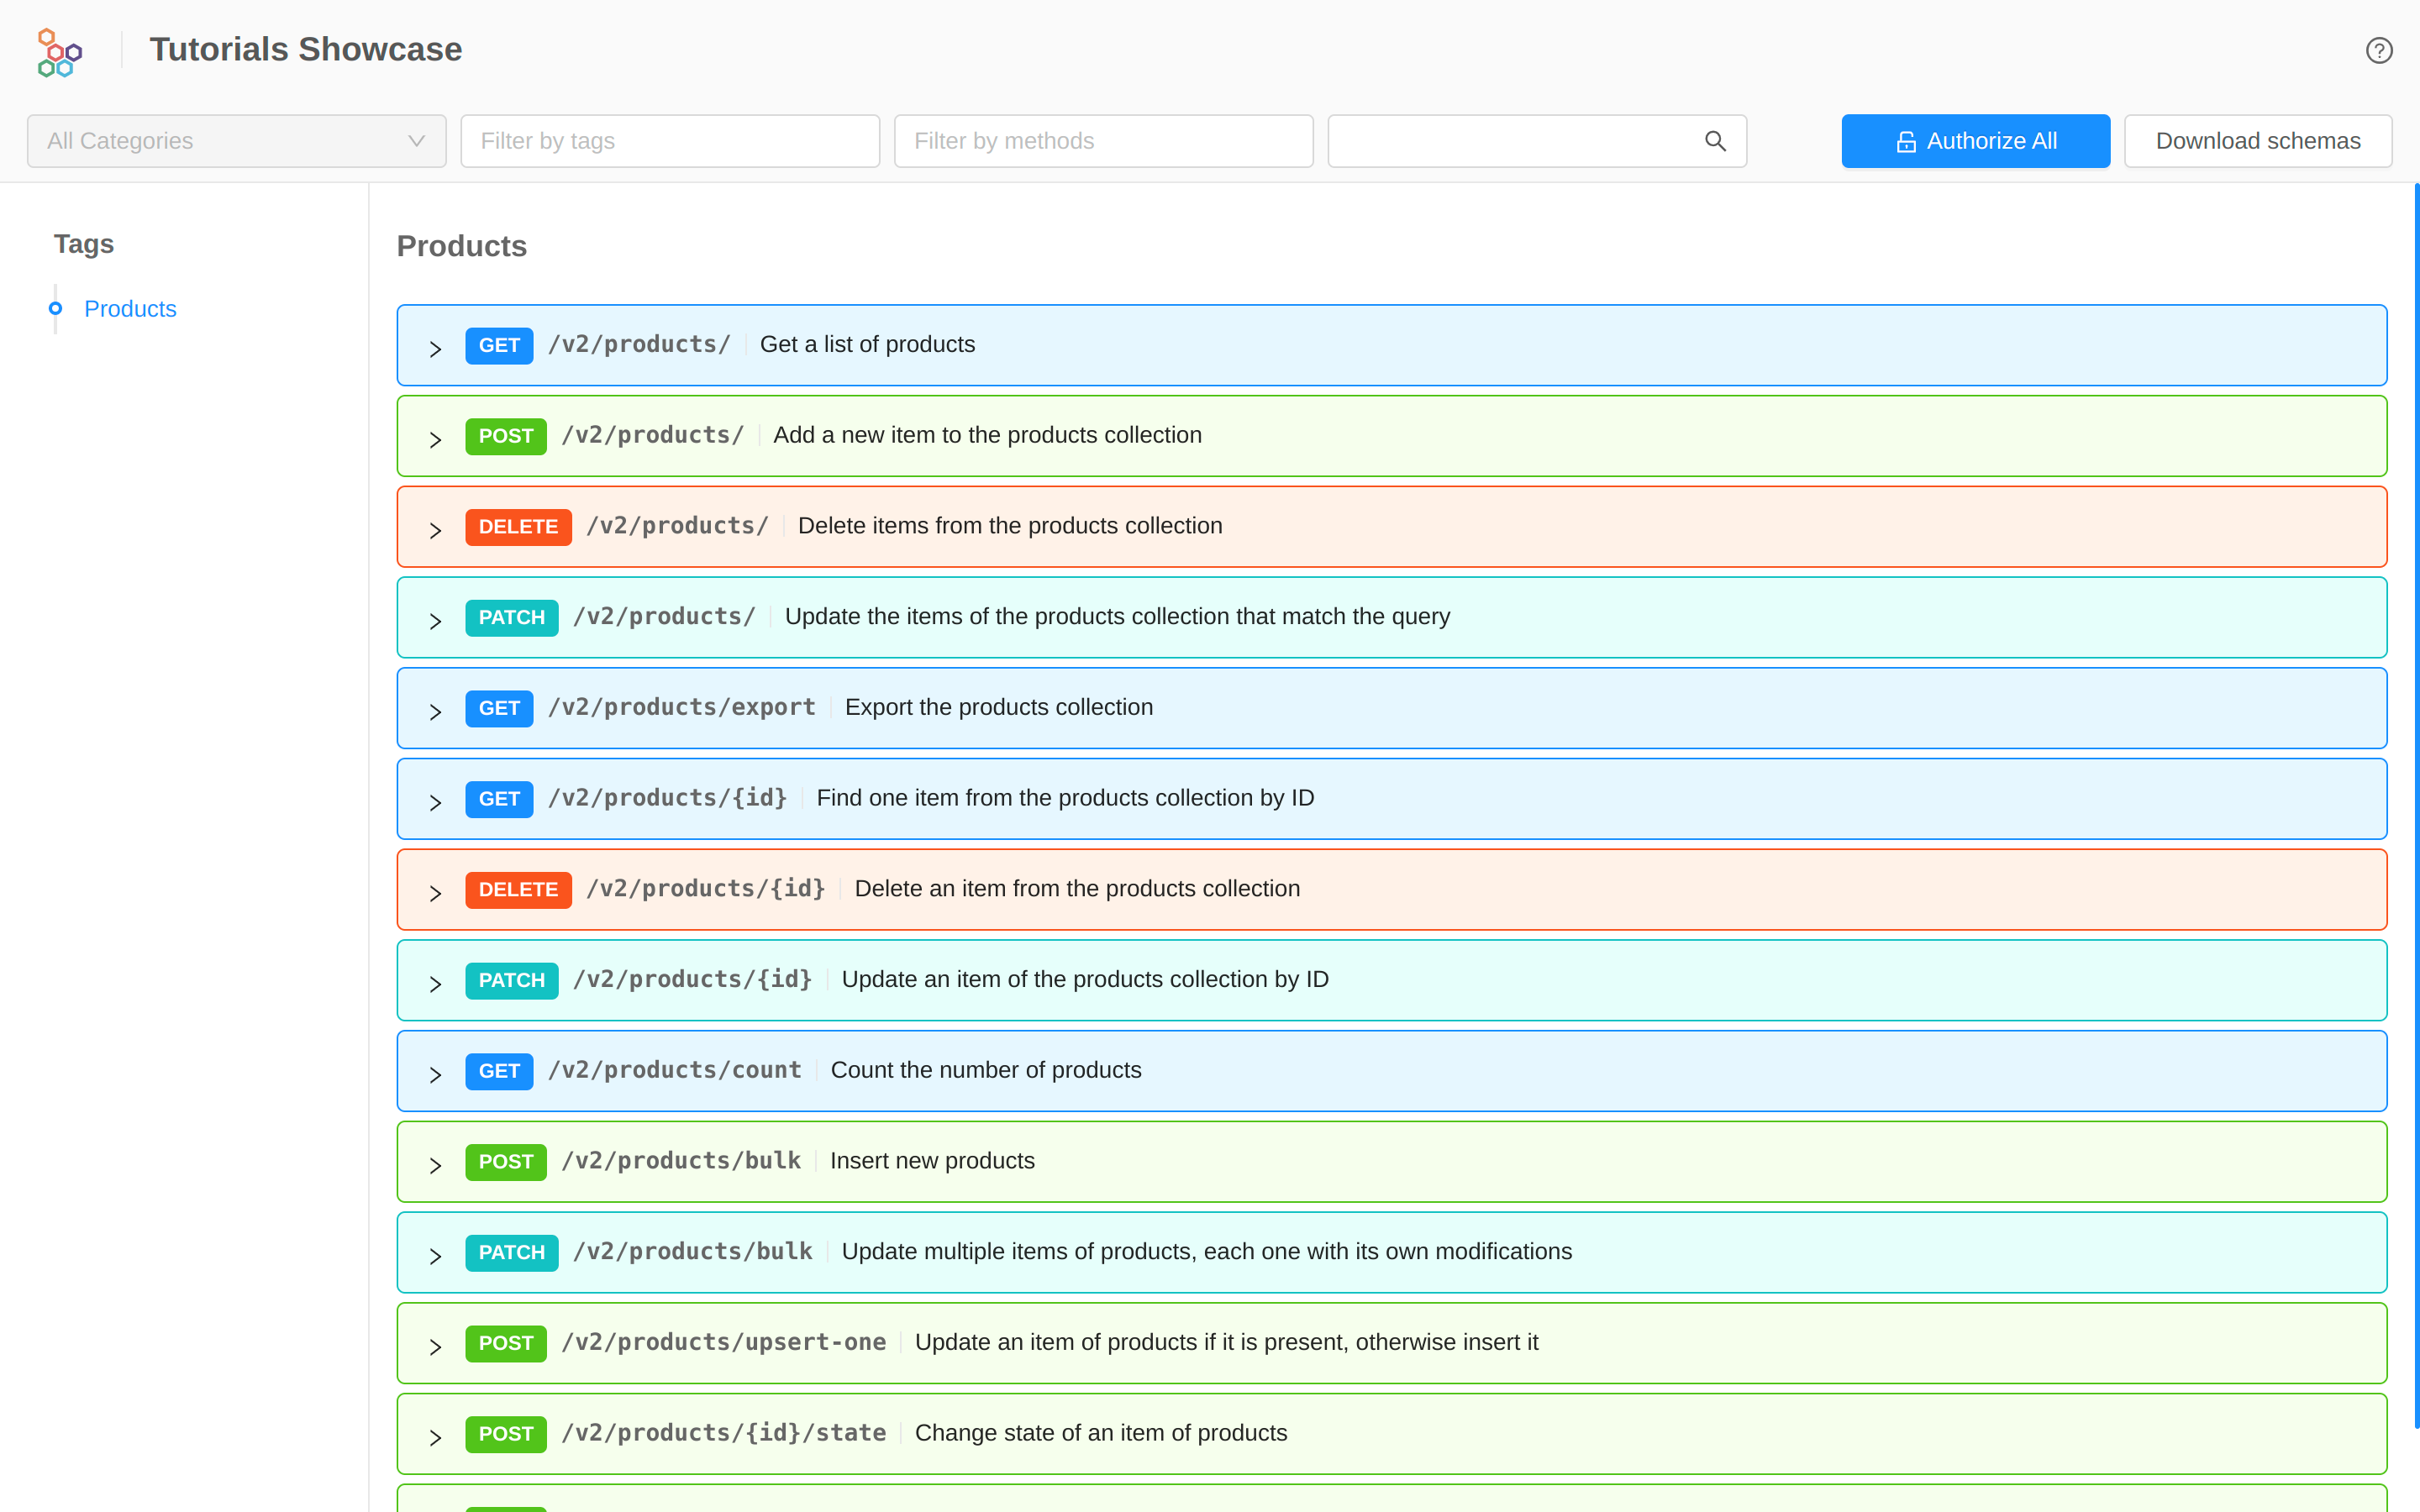 Tutorials Showcase
All Categories Filter by tags Filter by methods Authorize All Download schemas
Tags
Products
Products
GET /v2/products/ Get a list of products
POST /v2/products/ Add a new item to the products collection
DELETE /v2/products/ Delete items from the products collection
PATCH /v2/products/ Update the items of the products collection that match the query
GET /v2/products/export Export the products collection
GET /v2/products/{id} Find one item from the products collection by ID
DELETE /v2/products/{id} Delete an item from the products collection
PATCH /v2/products/{id} Update an item of the products collection by ID
GET /v2/products/count Count the number of products
POST /v2/products/bulk Insert new products
PATCH /v2/products/bulk Update multiple items of products, each one with its own modifications
POST /v2/products/upsert-one Update an item of products if it is present, otherwise insert it
POST /v2/products/{id}/state Change state of an item of products